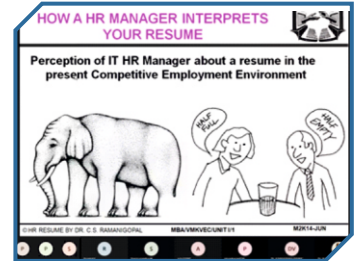 HOW A HR MANAGER INTERPRETS
YOUR RESUME
Perception of IT HR Manager about a resume in the
present Competitive Employment Environment
HALF
FULL
HALF
EMPTY
©HR RESUME BY DR. C.S. RAMANIGOPAL
MBA/VMKVEC/UNIT I/1
M2K14-JUN
P
P
S
R
S
A
P
DV